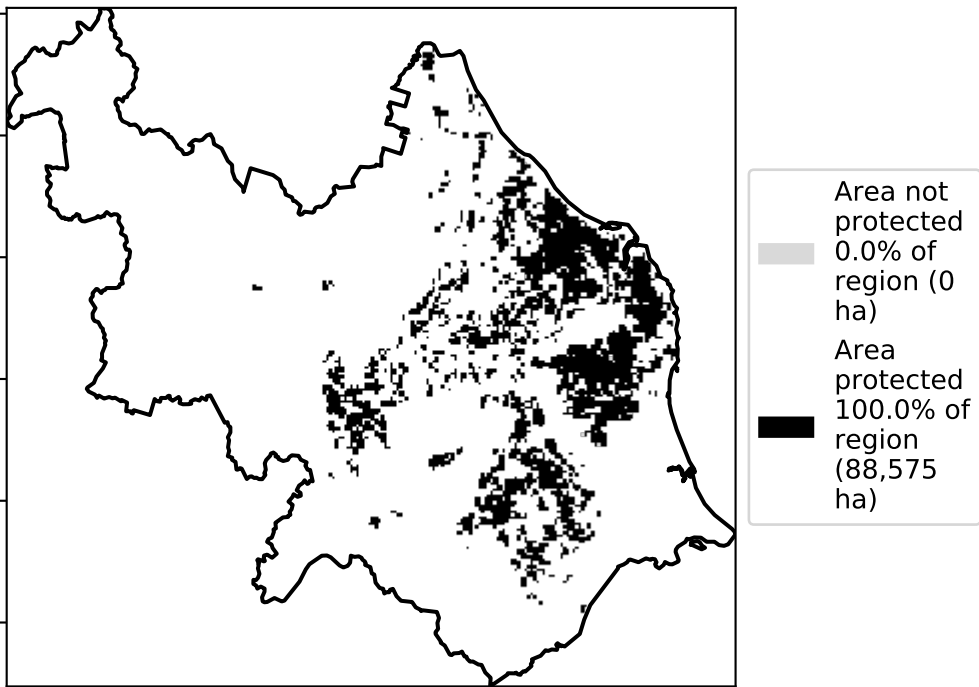 Area not
protected
0.0% of
region (0
ha)
Area
protected
100.0% of
region
(88,575
ha)